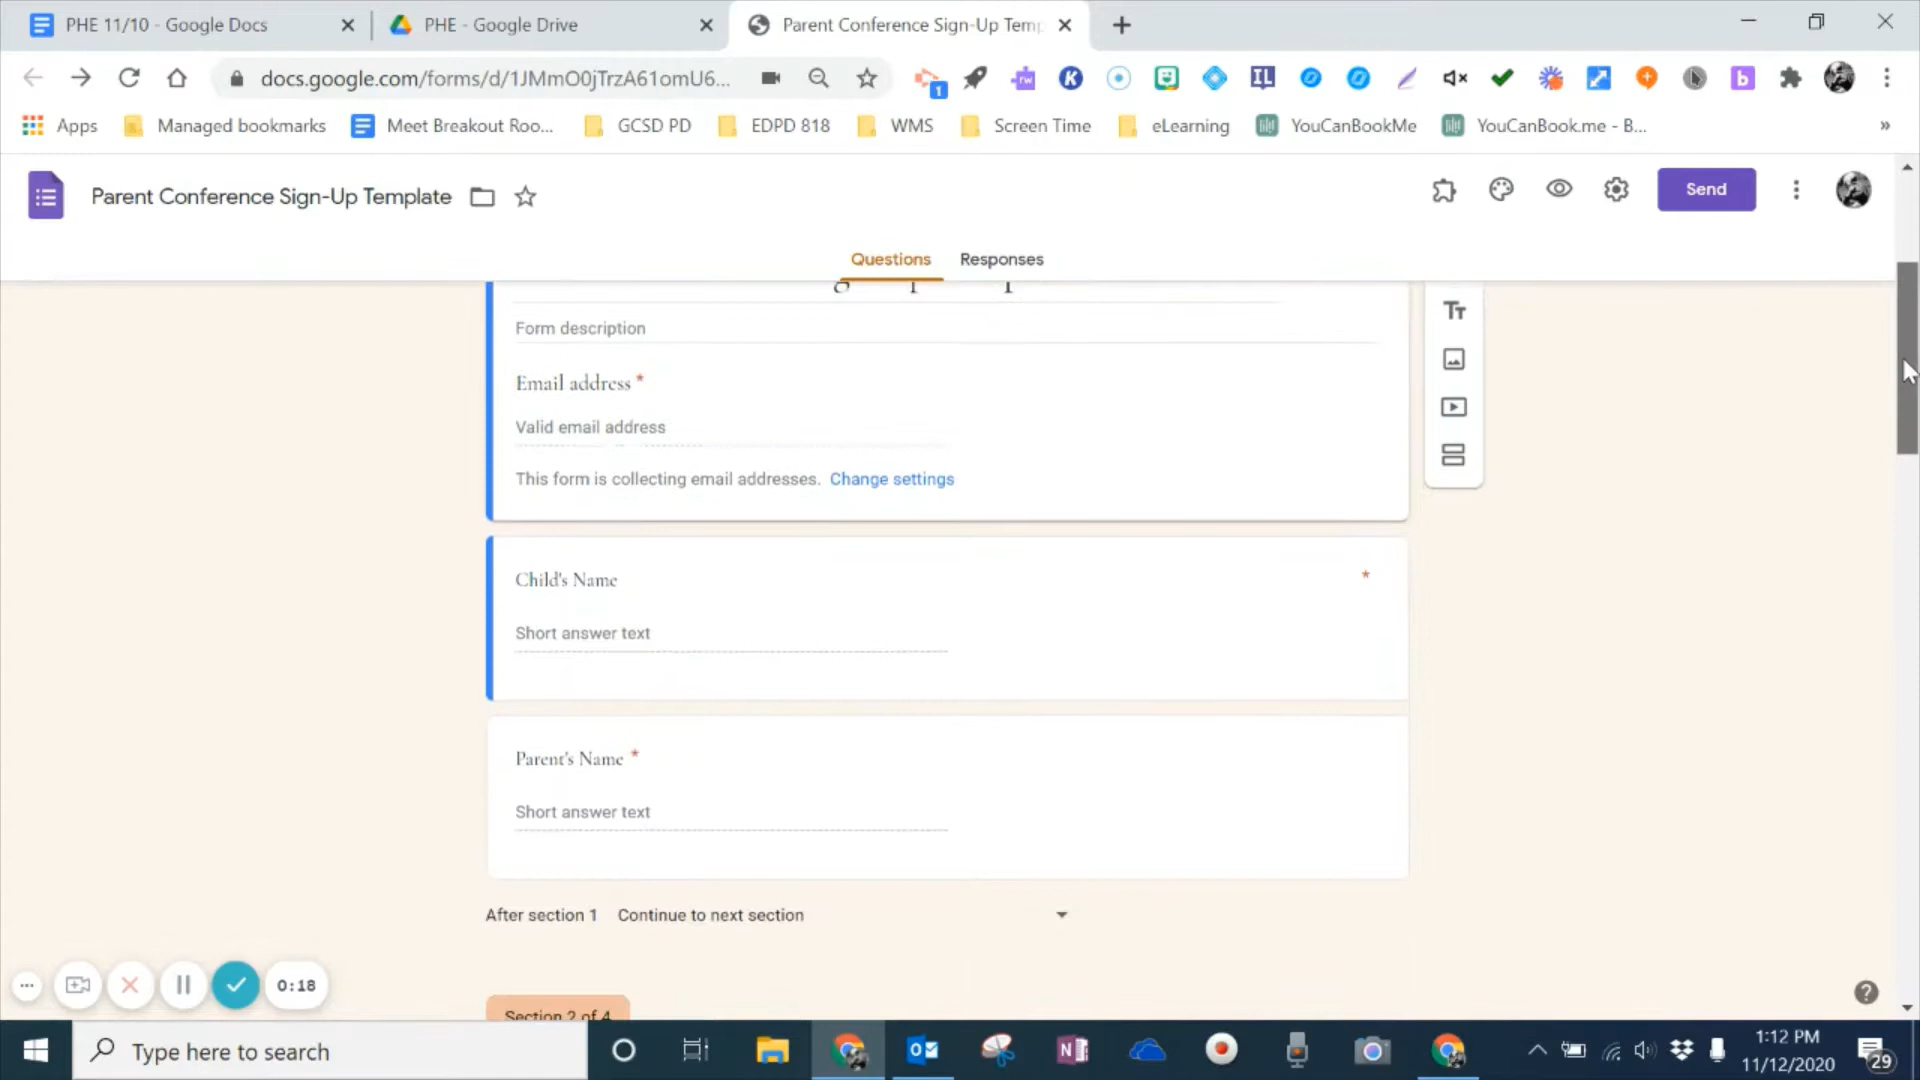 PHE 11/10 - Google Docs
PHE - Google Drive
Parent Conference Sign-Up Temp
docs.google.com/forms/d/1JMmO0jTrzA61omU6...
1
rw
K
IL
b
Apps
Managed bookmarks
Meet Breakout Roo...
GCSD PD
EDPD 818
WMS
Screen Time
eLearning
YouCanBookMe
YouCanBook.me - B...
»
Parent Conference Sign-Up Template
Send
Questions
Responses
Form description
Email address *
Valid email address
This form is collecting email addresses. Change settings
Child's Name *
Short answer text
Parent's Name *
Short answer text
After section 1 Continue to next section
0:18
Section 2 of 4
Type here to search
1:12 PM
11/12/2020
29